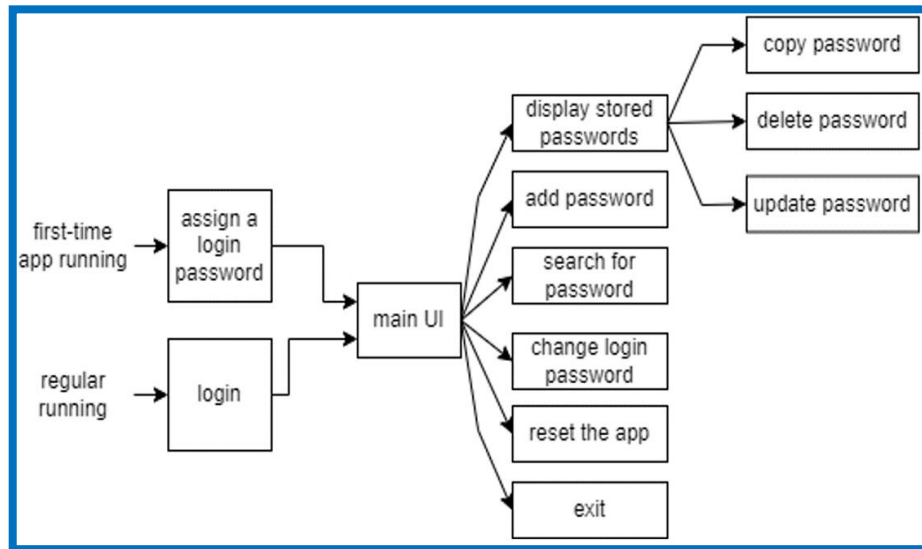 first-time
app running
assign a
login
password
regular
running
login
main UI
display stored
passwords
add password
search for
password
change login
password
reset the app
exit
copy password
delete password
update password